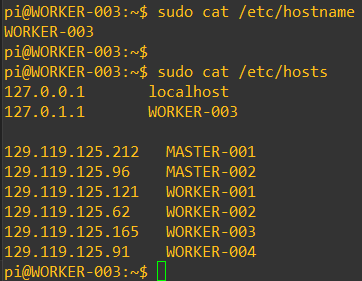 pi@WORKER-003:~$ sudo cat /etc/hostname
WORKER-003
pi@WORKER-003:~$
pi@WORKER-003:~$ sudo cat /etc/hosts
127.0.0.1 localhost
127.0.1.1 WORKER-003
129.119.125.212 MASTER-001
129.119.125.96 MASTER-002
129.119.125.121 WORKER-001
129.119.125.62 WORKER-002
129.119.125.165 WORKER-003
129.119.125.91 WORKER-004
pi@WORKER-003:~$